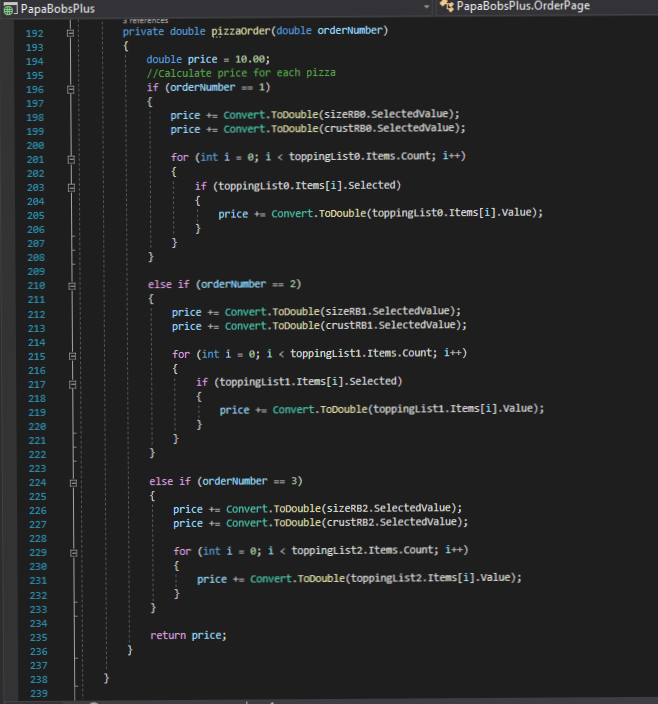 PapaBobsPlus PapaBobsPlus.OrderPage
3 references
192 private double pizzaOrder(double orderNumber)
193 {
194 double price = 10.00;
195 //Calculate price for each pizza
196 if (orderNumber == 1)
197 {
198 price += Convert.ToDouble(sizeRB0.SelectedValue);
199 price += Convert.ToDouble(crustRB0.SelectedValue);
200
201 for (int i = 0; i < toppingList0.Items.Count; i++)
202 {
203 if (toppingList0.Items[i].Selected)
204 {
205 price += Convert.ToDouble(toppingList0.Items[i].Value);
206 }
207 }
208 }
209
210 else if (orderNumber == 2)
211 {
212 price += Convert.ToDouble(sizeRB1.SelectedValue);
213 price += Convert.ToDouble(crustRB1.SelectedValue);
214
215 for (int i = 0; i < toppingList1.Items.Count; i++)
216 {
217 if (toppingList1.Items[i].Selected)
218 {
219 price += Convert.ToDouble(toppingList1.Items[i].Value);
220 }
221 }
222 }
223
224 else if (orderNumber == 3)
225 {
226 price += Convert.ToDouble(sizeRB2.SelectedValue);
227 price += Convert.ToDouble(crustRB2.SelectedValue);
228
229 for (int i = 0; i < toppingList2.Items.Count; i++)
230 {
231 price += Convert.ToDouble(toppingList2.Items[i].Value);
232 }
233 }
234
235 return price;
236 }
237
238 }
239